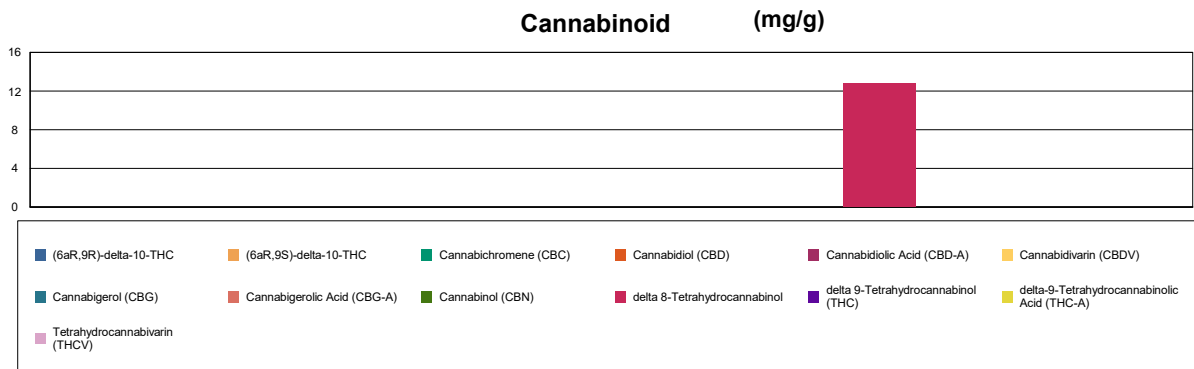 Cannabinoid (mg/g)
16
12
8
4
0
(6aR,9R)-delta-10-THC (6aR,9S)-delta-10-THC Cannabichromene (CBC) Cannabidiol (CBD) Cannabidiolic Acid (CBD-A) Cannabidivarin (CBDV)
Cannabigerol (CBG) Cannabigerolic Acid (CBG-A) Cannabinol (CBN) delta 8-Tetrahydrocannabinol delta 9-Tetrahydrocannabinol delta-9-Tetrahydrocannabinolic
(THC) Acid (THC-A)
Tetrahydrocannabivarin
(THCV)